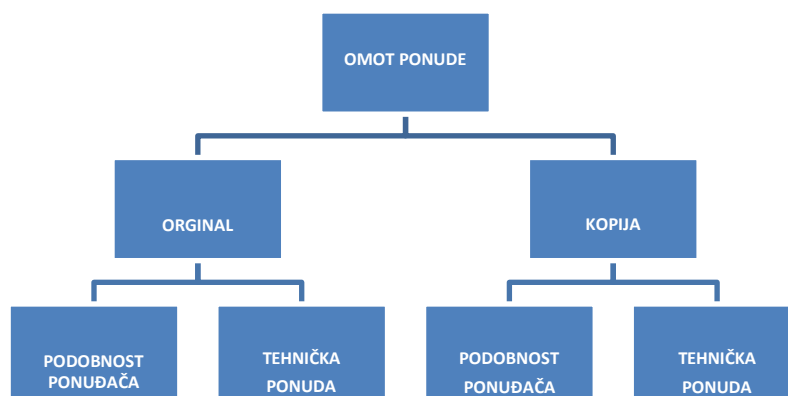 OMOT PONUDE
ORGINAL
KOPIJA
PODOBNOST
PONUĐAČA
TEHNIČKA
PONUDA
PODOBNOST
PONUĐAČA
TEHNIČKA
PONUDA